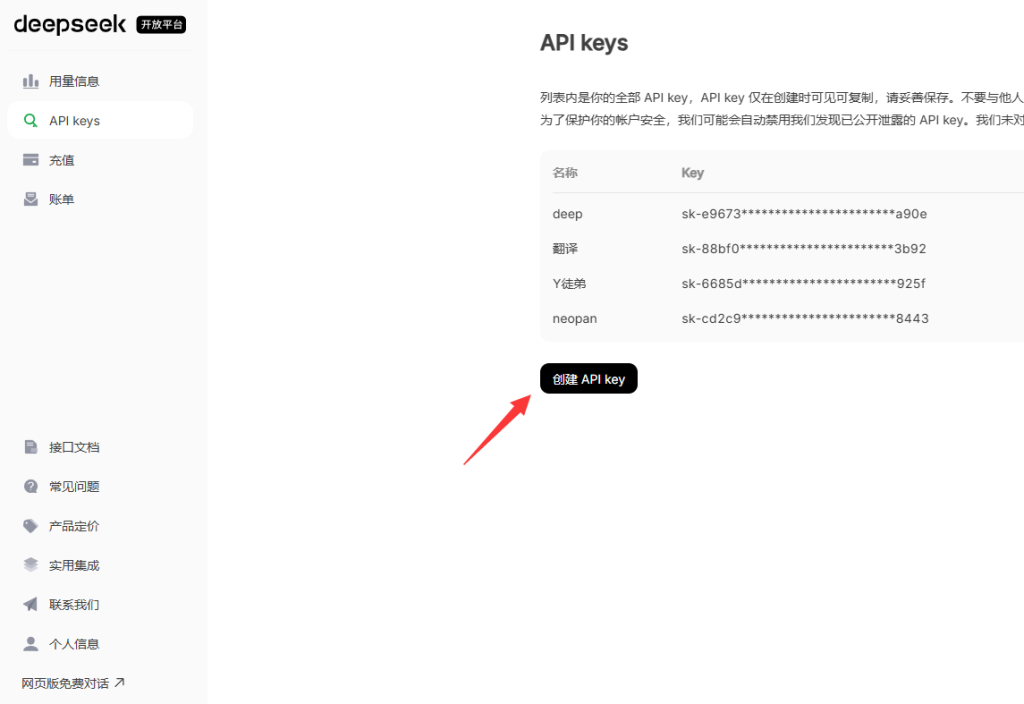 deepseek 开放平台
用量信息
API keys
充值
账单
接口文档
常见问题
产品定价
实用集成
联系我们
个人信息
网页版免费对话
API keys
列表内是你的全部 API key，API key 仅在创建时可见可复制，请妥善保存。不要与他人
为了保护你的帐户安全，我们可能会自动禁用我们发现已公开泄露的 API key。我们未对
名称 Key
deep sk-e9673***********************a90e
翻译 sk-88bf0***********************3b92
Y徒弟 sk-6685d***********************925f
neopan sk-cd2c9***********************8443
创建 API key